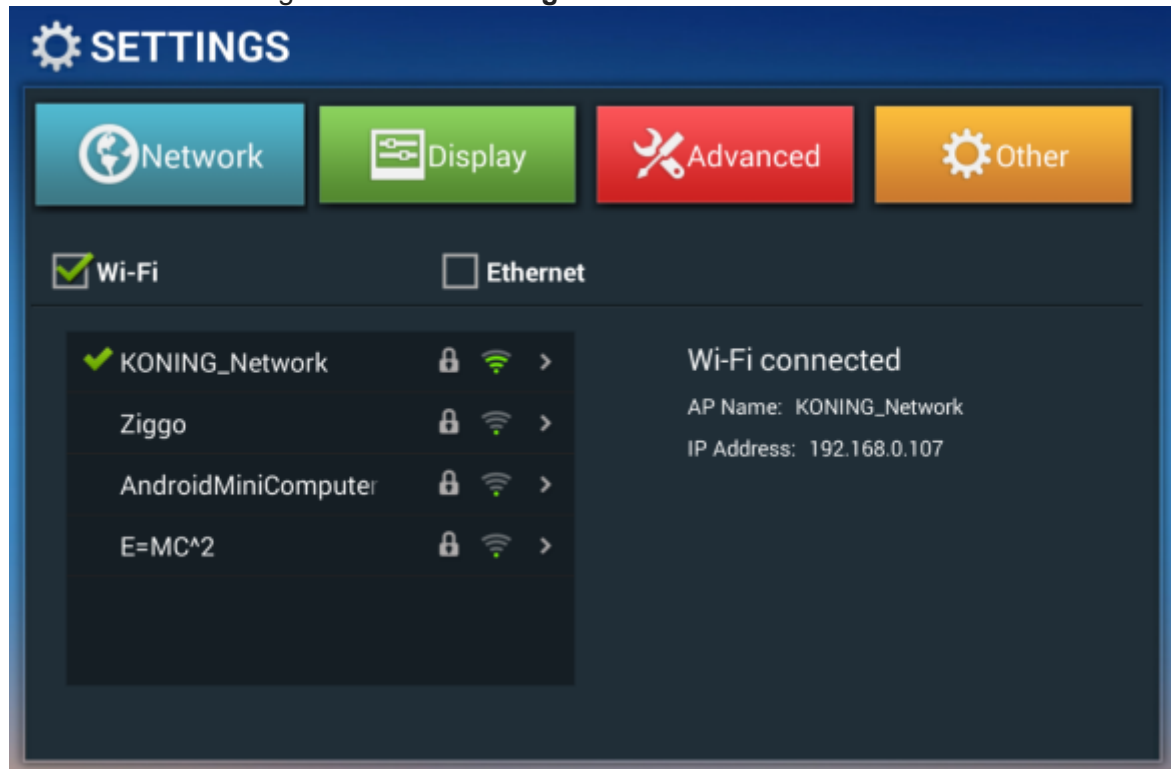 SETTINGS
Network Display Advanced Other
Wi-Fi Ethernet
KONING_Network
Ziggo
AndroidMiniComputer
E=MC^2
Wi-Fi connected
AP Name: KONING_Network
IP Address: 192.168.0.107